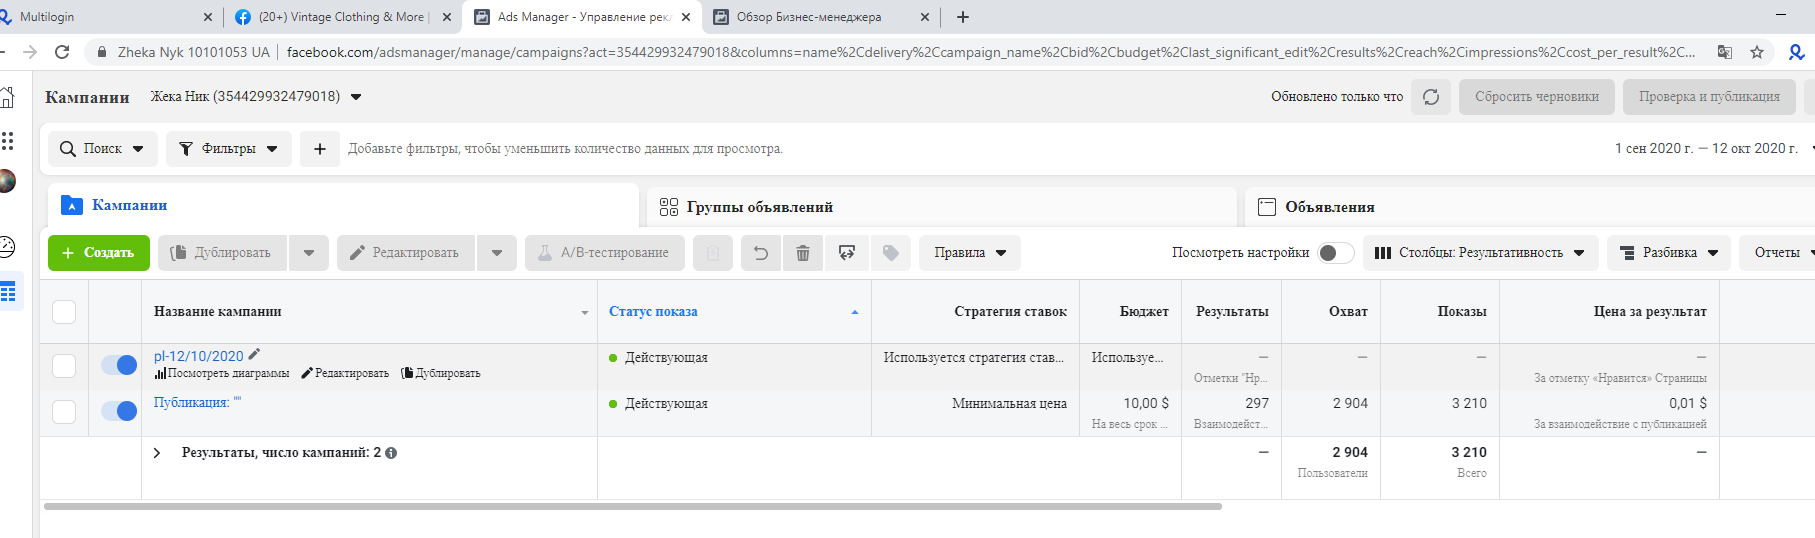 Multilogin
(20+) Vintage Clothing & More |
Ads Manager - Управление рек
Обзор Бизнес-менеджера
Zheka Nyk 10101053 UA | facebook.com/adsmanager/manage/campaigns?act=354429932479018&columns=name%2Cdelivery%2Ccampaign_name%2Cbid%2Cbudget%2Clast_significant_edit%2Cresults%2Creach%2Cimpressions%2Ccost_per_result%2C...
Кампании Жека Ник (354429932479018) Обновлено только что Сбросить черновики Проверка и публикация
Поиск Фильтры + Добавьте фильтры, чтобы уменьшить количество данных для просмотра. 1 сен 2020 г. — 12 окт 2020 г.
Кампании Группы объявлений Объявления
+ Создать Дублировать Редактировать А/В-тестирование Правила Посмотреть настройки Столбцы: Результативность Разбивка Отчеты
Название кампании Статус показа Стратегия ставок Бюджет Результаты Охват Показы Цена за результат
pl-12/10/2020 Действующая Используется стратегия став... Используе... — — — —
Посмотреть диаграммы Редактировать Дублировать Отметки "Нр... За отметку «Нравится» Страницы
Публикация: "" Действующая Минимальная цена 10,00 $ 297 2 904 3 210 0,01 $
На весь срок ... Взаимодейст... За взаимодействие с публикацией
Результаты, число кампаний: 2 — 2 904 3 210 —
Пользователи Всего